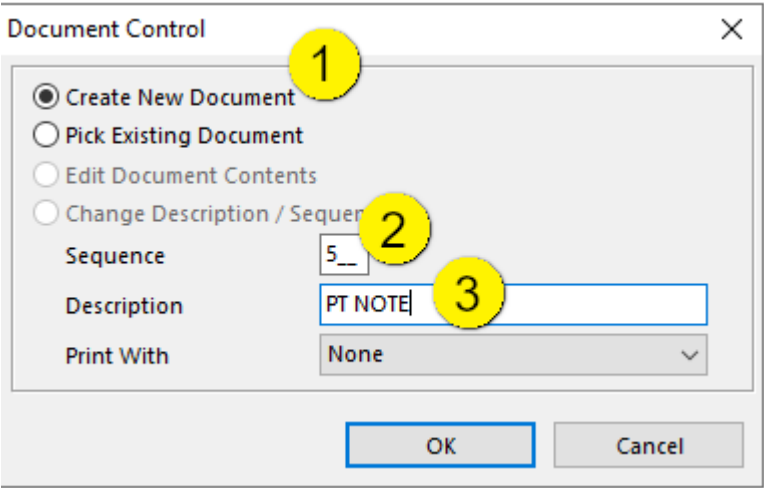 Document Control
1
Create New Document
Pick Existing Document
Edit Document Contents
Change Description / Sequen
2
Sequence 5__
Description PT NOTE
3
Print With None
OK Cancel